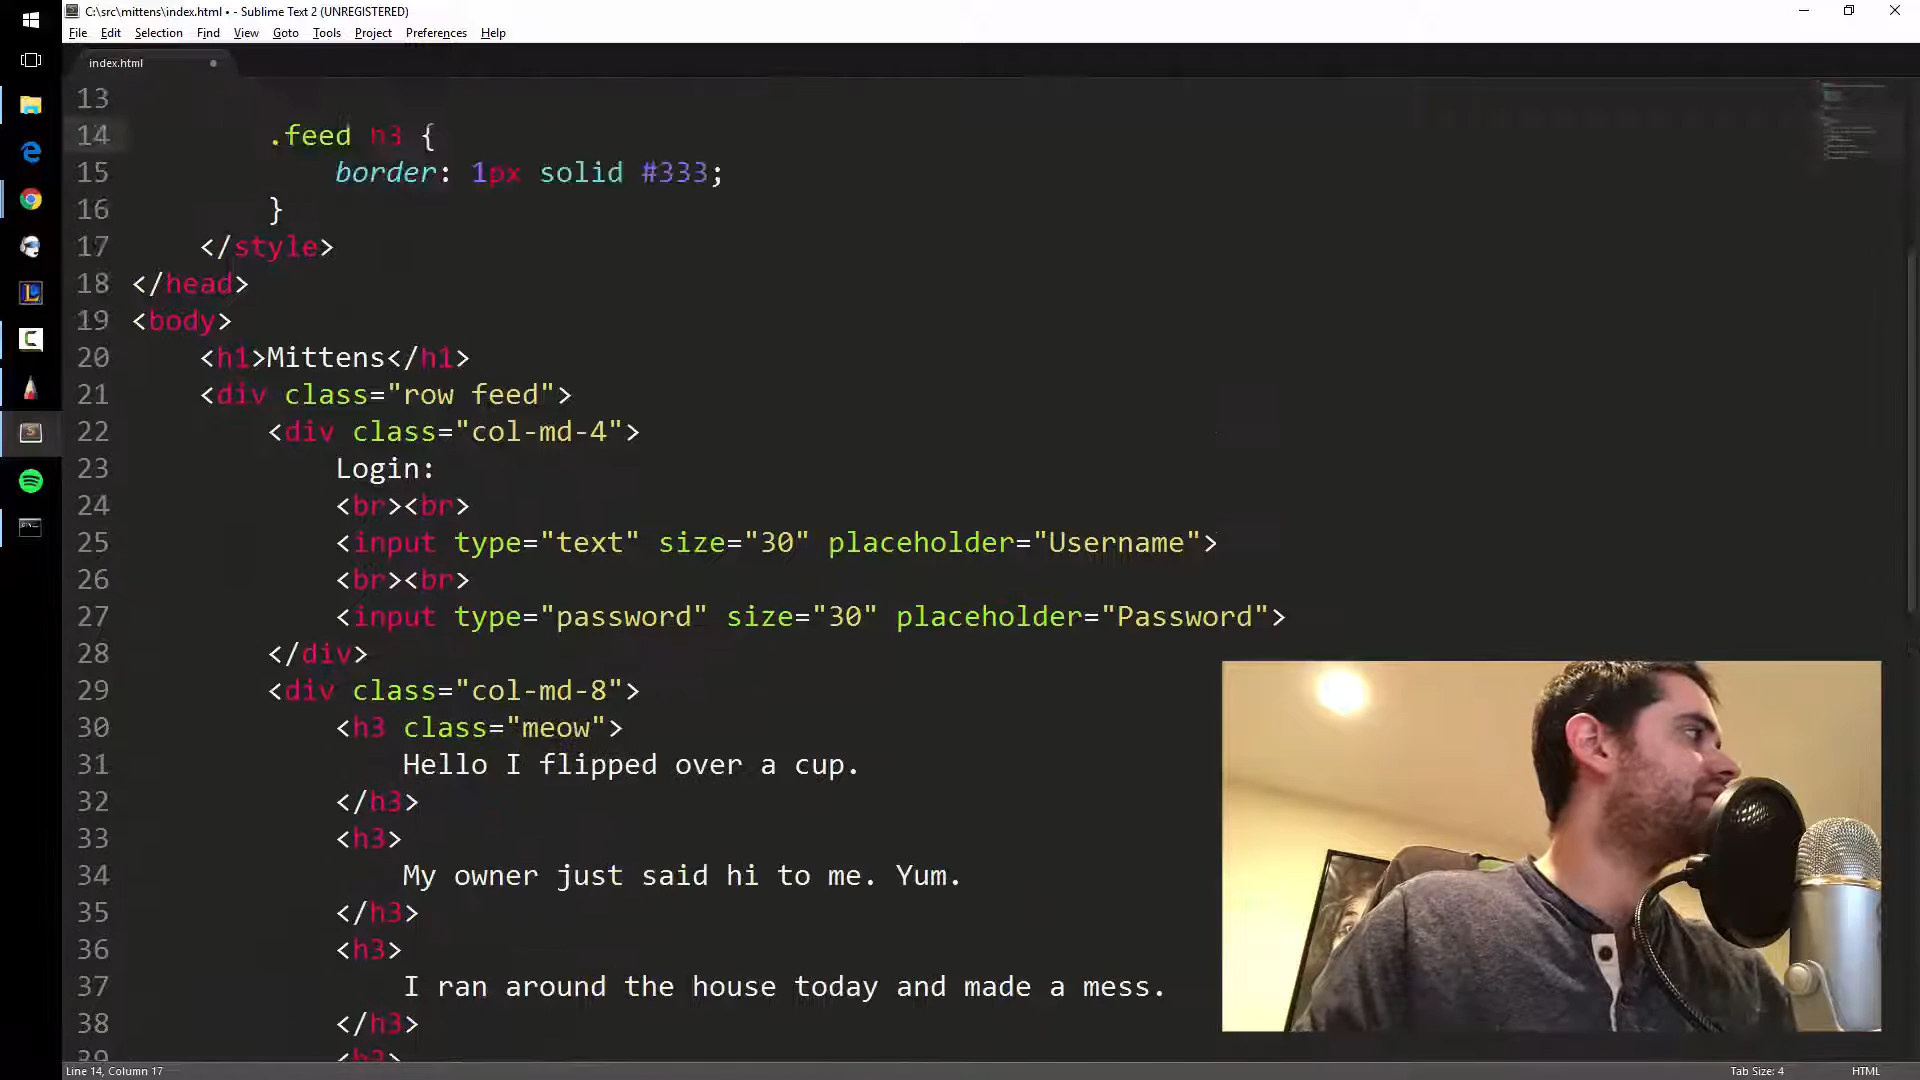 C:\src\mittens\index.html • - Sublime Text 2 (UNREGISTERED)
File Edit Selection Find View Goto Tools Project Preferences Help
index.html
13
14 .feed h3 {
15 border: 1px solid #333;
16 }
17 </style>
18 </head>
19 <body>
20 <h1>Mittens</h1>
21 <div class="row feed">
22 <div class="col-md-4">
23 Login:
24 <br><br>
25 <input type="text" size="30" placeholder="Username">
26 <br><br>
27 <input type="password" size="30" placeholder="Password">
28 </div>
29 <div class="col-md-8">
30 <h3 class="meow">
31 Hello I flipped over a cup.
32 </h3>
33 <h3>
34 My owner just said hi to me. Yum.
35 </h3>
36 <h3>
37 I ran around the house today and made a mess.
38 </h3>
39 <h3>
Line 14, Column 17 Tab Size: 4 HTML